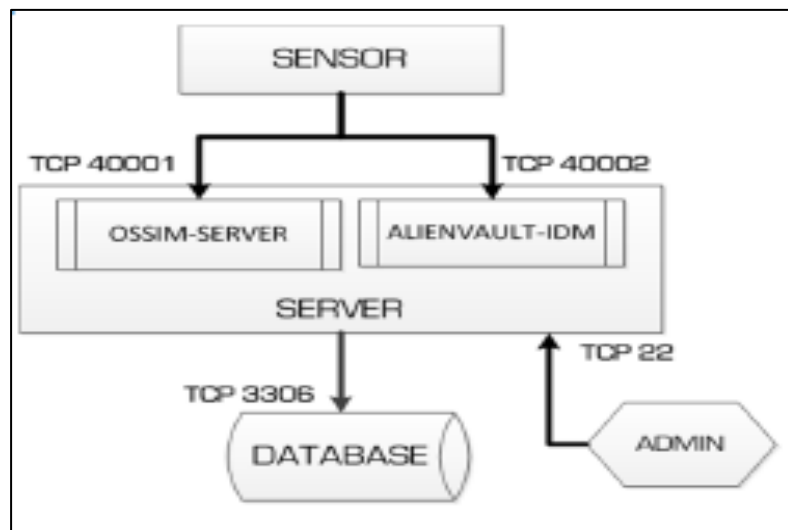 SENSOR
TCP 40001
TCP 40002
OSSIM-SERVER
ALIENVAULT-IDM
SERVER
TCP 22
TCP 3306
DATABASE
ADMIN